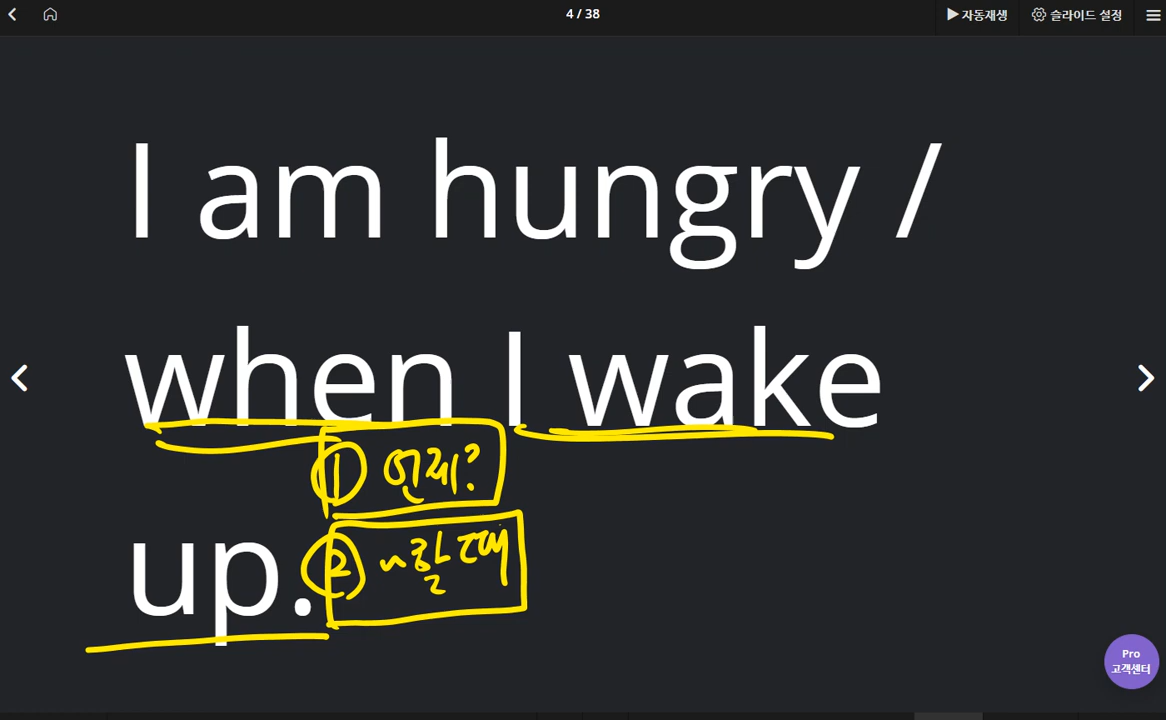 4 / 38
자동재생
슬라이드 설정
I am hungry /
when I wake
① 언제?
up.
② ~할 때
Pro
고객센터